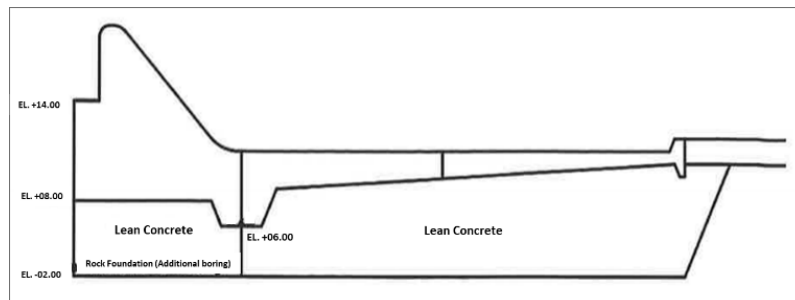 EL. +14.00
EL. +08.00
Lean Concrete
Lean Concrete
EL. +06.00
Rock Foundation (Additional boring)
EL. -02.00